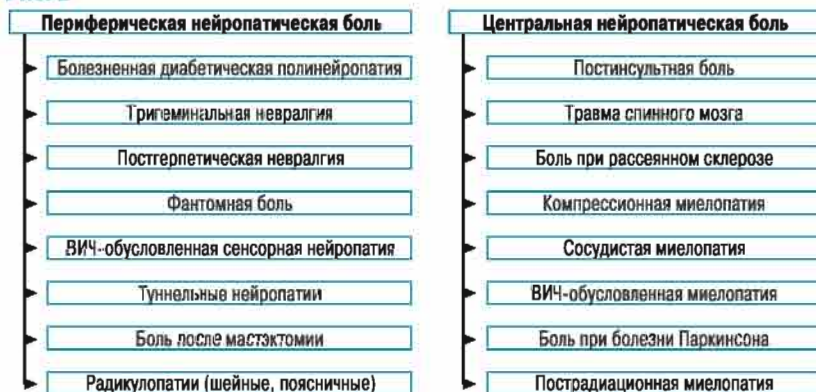 Периферическая нейропатическая боль
Болезненная диабетическая полинейропатия
Тригеминальная невралгия
Постгерпетическая невралгия
Фантомная боль
ВИЧ-обусловленная сенсорная нейропатия
Туннельные нейропатии
Боль после мастэктомии
Радикулопатии (шейные, поясничные)
Центральная нейропатическая боль
Постинсультная боль
Травма спинного мозга
Боль при рассеянном склерозе
Компрессионная миелопатия
Сосудистая миелопатия
ВИЧ-обусловленная миелопатия
Боль при болезни Паркинсона
Пострадиационная миелопатия